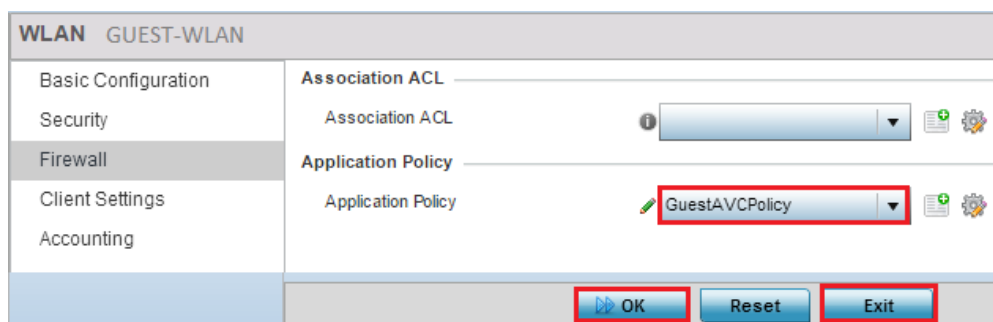 WLAN GUEST-WLAN
Basic Configuration
Security
Firewall
Client Settings
Accounting
Association ACL
Association ACL
Application Policy
Application Policy GuestAVCPolicy
OK Reset Exit